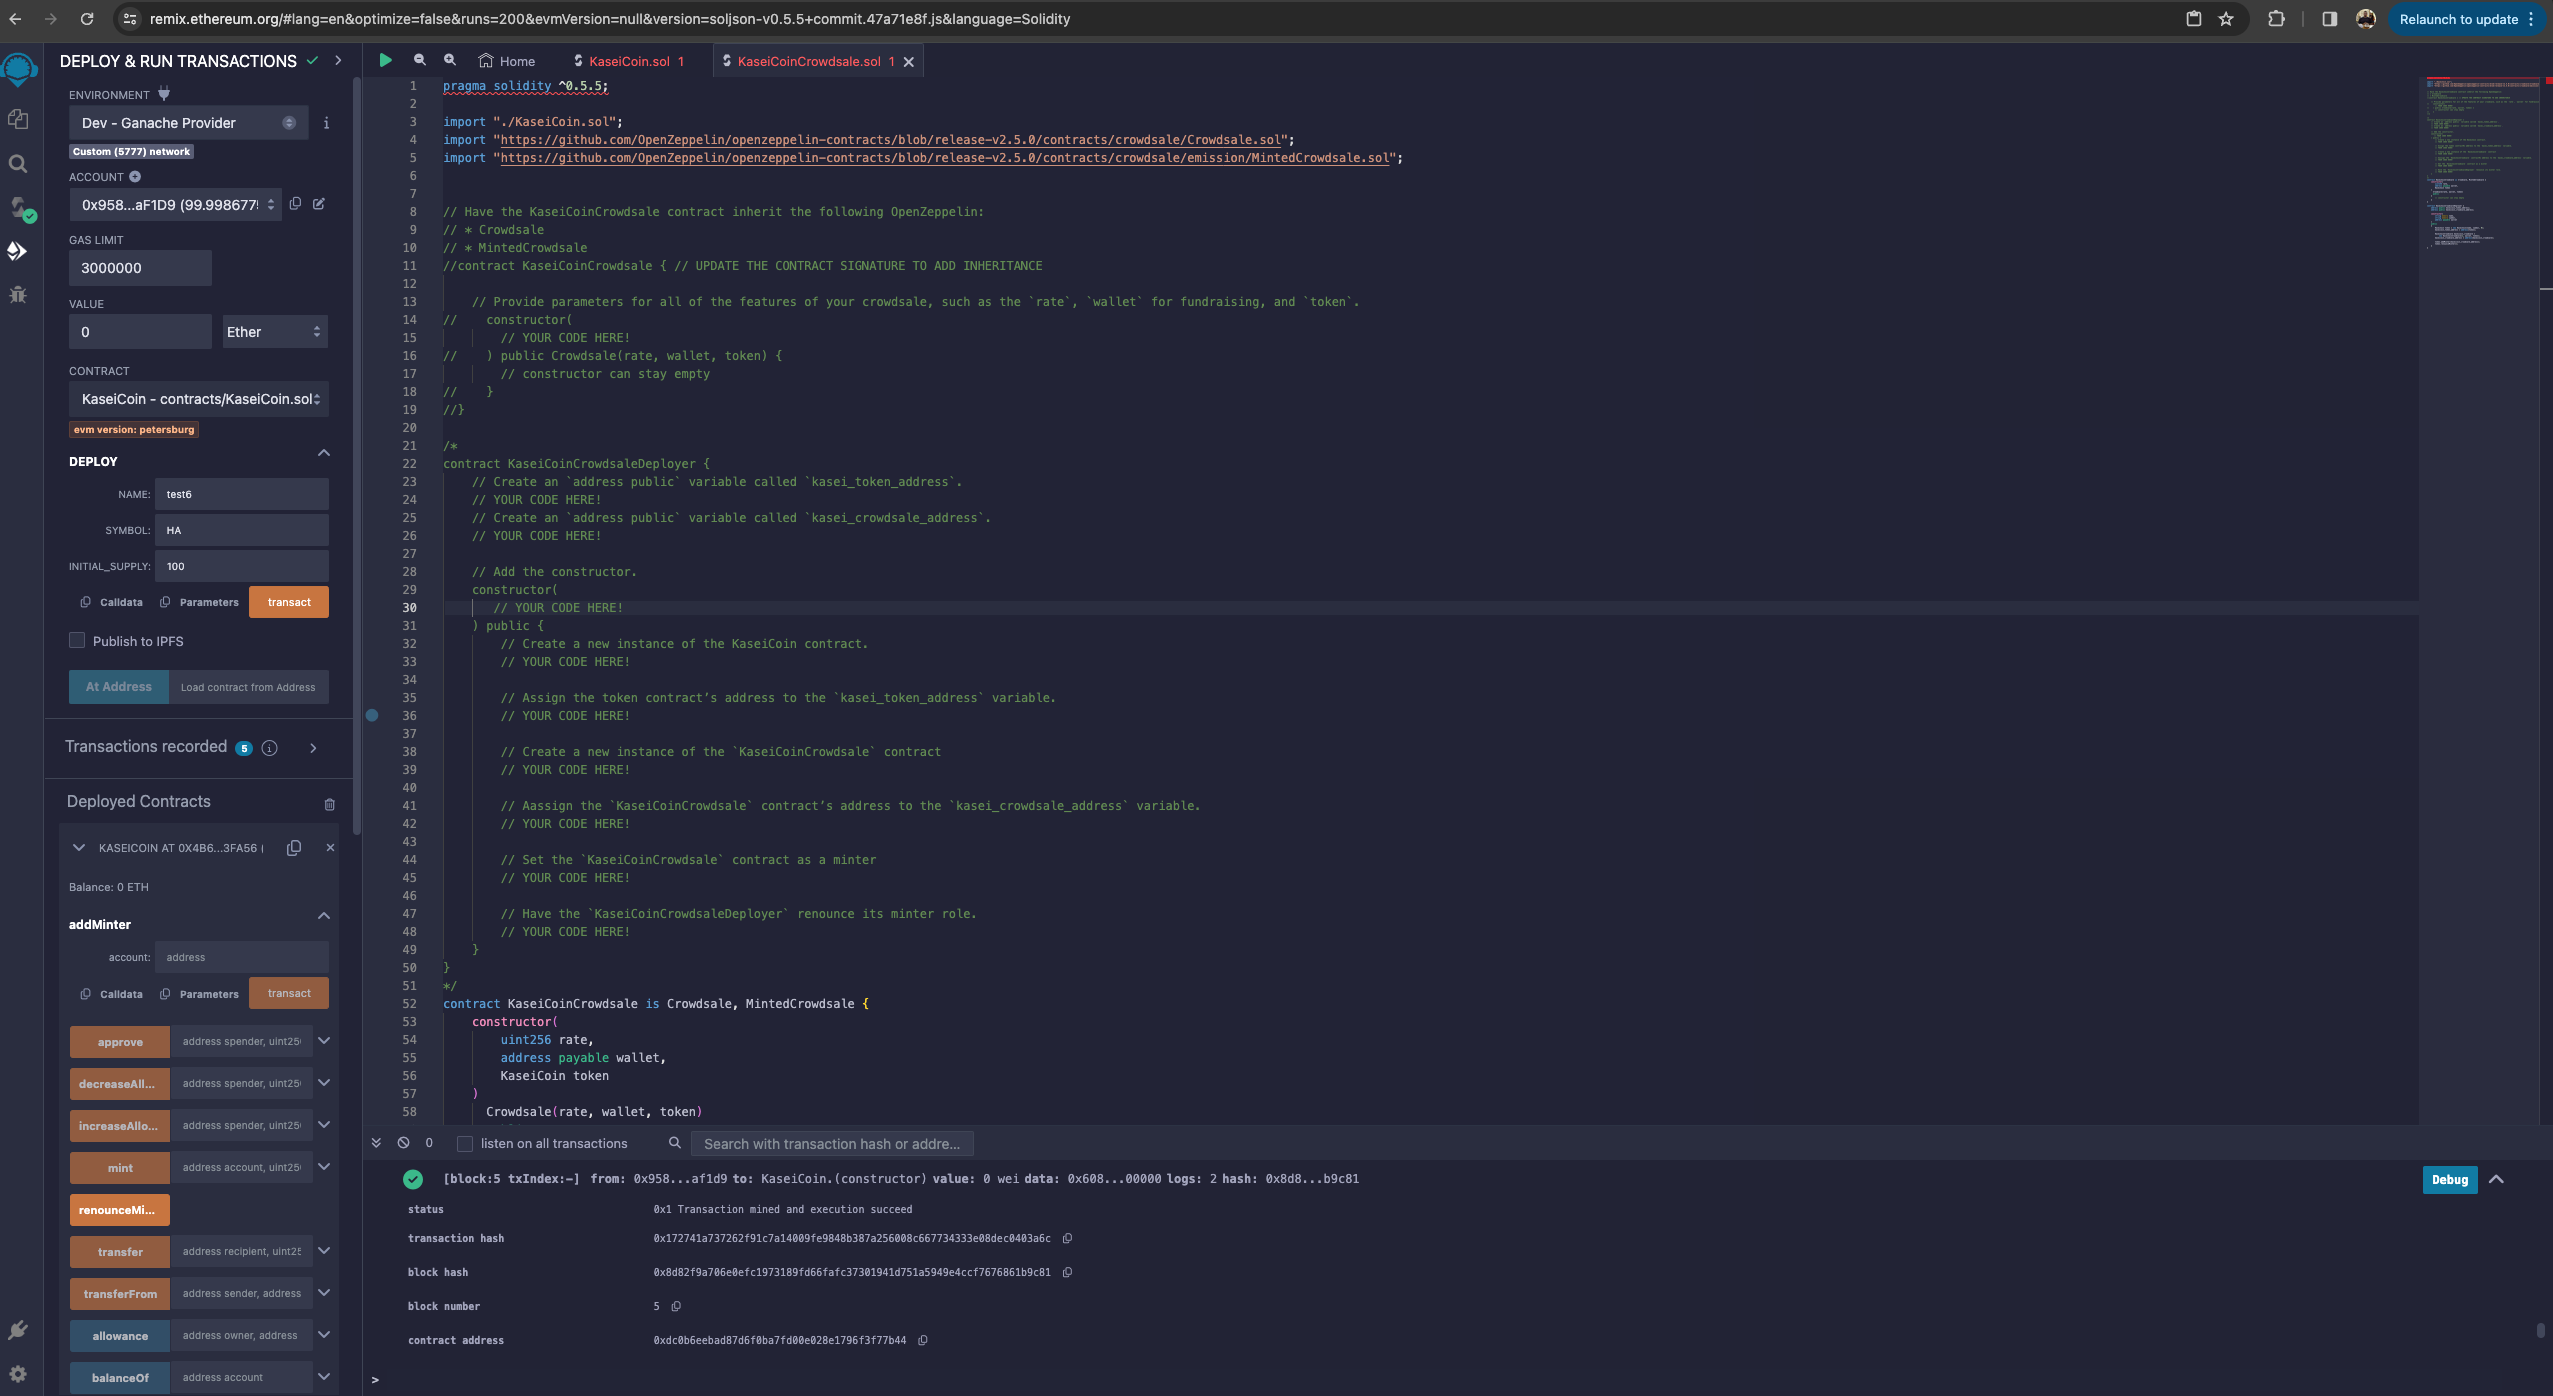 remix.ethereum.org/#lang=en&optimize=false&runs=200&evmVersion=null&version=soljson-v0.5.5+commit.47a71e8f.js&language=Solidity
Relaunch to update
DEPLOY & RUN TRANSACTIONS
ENVIRONMENT
Dev - Ganache Provider
i
Custom (5777) network
ACCOUNT
0x958...aF1D9 (99.998677
GAS LIMIT
3000000
VALUE
0
Ether
CONTRACT
KaseiCoin - contracts/KaseiCoin.sol
evm version: petersburg
DEPLOY
NAME: test6
SYMBOL: HA
INITIAL_SUPPLY: 100
Calldata Parameters transact
Publish to IPFS
At Address Load contract from Address
Transactions recorded 5 i
Deployed Contracts
KASEICOIN AT 0X4B6...3FA56 (
Balance: 0 ETH
addMinter
account: address
Calldata Parameters transact
approve address spender, uint25
decreaseAll... address spender, uint25
increaseAllo... address spender, uint25
mint address account, uint25
renounceMi...
transfer address recipient, uint25
transferFrom address sender, address
allowance address owner, address
balanceOf address account
Home KaseiCoin.sol 1 KaseiCoinCrowdsale.sol 1
1 pragma solidity ^0.5.5;
2
3 import "./KaseiCoin.sol";
4 import "https://github.com/OpenZeppelin/openzeppelin-contracts/blob/release-v2.5.0/contracts/crowdsale/Crowdsale.sol";
5 import "https://github.com/OpenZeppelin/openzeppelin-contracts/blob/release-v2.5.0/contracts/crowdsale/emission/MintedCrowdsale.sol";
6
7
8 // Have the KaseiCoinCrowdsale contract inherit the following OpenZeppelin:
9 // * Crowdsale
10 // * MintedCrowdsale
11 //contract KaseiCoinCrowdsale { // UPDATE THE CONTRACT SIGNATURE TO ADD INHERITANCE
12
13 // Provide parameters for all of the features of your crowdsale, such as the `rate`, `wallet` for fundraising, and `token`.
14 // constructor(
15 // YOUR CODE HERE!
16 // ) public Crowdsale(rate, wallet, token) {
17 // constructor can stay empty
18 // }
19 //}
20
21 /*
22 contract KaseiCoinCrowdsaleDeployer {
23 // Create an `address public` variable called `kasei_token_address`.
24 // YOUR CODE HERE!
25 // Create an `address public` variable called `kasei_crowdsale_address`.
26 // YOUR CODE HERE!
27
28 // Add the constructor.
29 constructor(
30 // YOUR CODE HERE!
31 ) public {
32 // Create a new instance of the KaseiCoin contract.
33 // YOUR CODE HERE!
34
35 // Assign the token contract’s address to the `kasei_token_address` variable.
36 // YOUR CODE HERE!
37
38 // Create a new instance of the `KaseiCoinCrowdsale` contract
39 // YOUR CODE HERE!
40
41 // Aassign the `KaseiCoinCrowdsale` contract’s address to the `kasei_crowdsale_address` variable.
42 // YOUR CODE HERE!
43
44 // Set the `KaseiCoinCrowdsale` contract as a minter
45 // YOUR CODE HERE!
46
47 // Have the `KaseiCoinCrowdsaleDeployer` renounce its minter role.
48 // YOUR CODE HERE!
49 }
50 }
51 */
52 contract KaseiCoinCrowdsale is Crowdsale, MintedCrowdsale {
53 constructor(
54 uint256 rate,
55 address payable wallet,
56 KaseiCoin token
57 )
58 Crowdsale(rate, wallet, token)
0 listen on all transactions Search with transaction hash or addre...
[block:5 txIndex:-] from: 0x958...af1d9 to: KaseiCoin.(constructor) value: 0 wei data: 0x608...00000 logs: 2 hash: 0x8d8...b9c81
Debug
status 0x1 Transaction mined and execution succeed
transaction hash 0x172741a737262f91c7a14009fe9848b387a256008c667734333e08dec0403a6c
block hash 0x8d82f9a706e0efc1973189fd66fafc37301941d751a5949e4ccf7676861b9c81
block number 5
contract address 0xdc0b6eebad87d6f0ba7fd00e028e1796f3f77b44
>